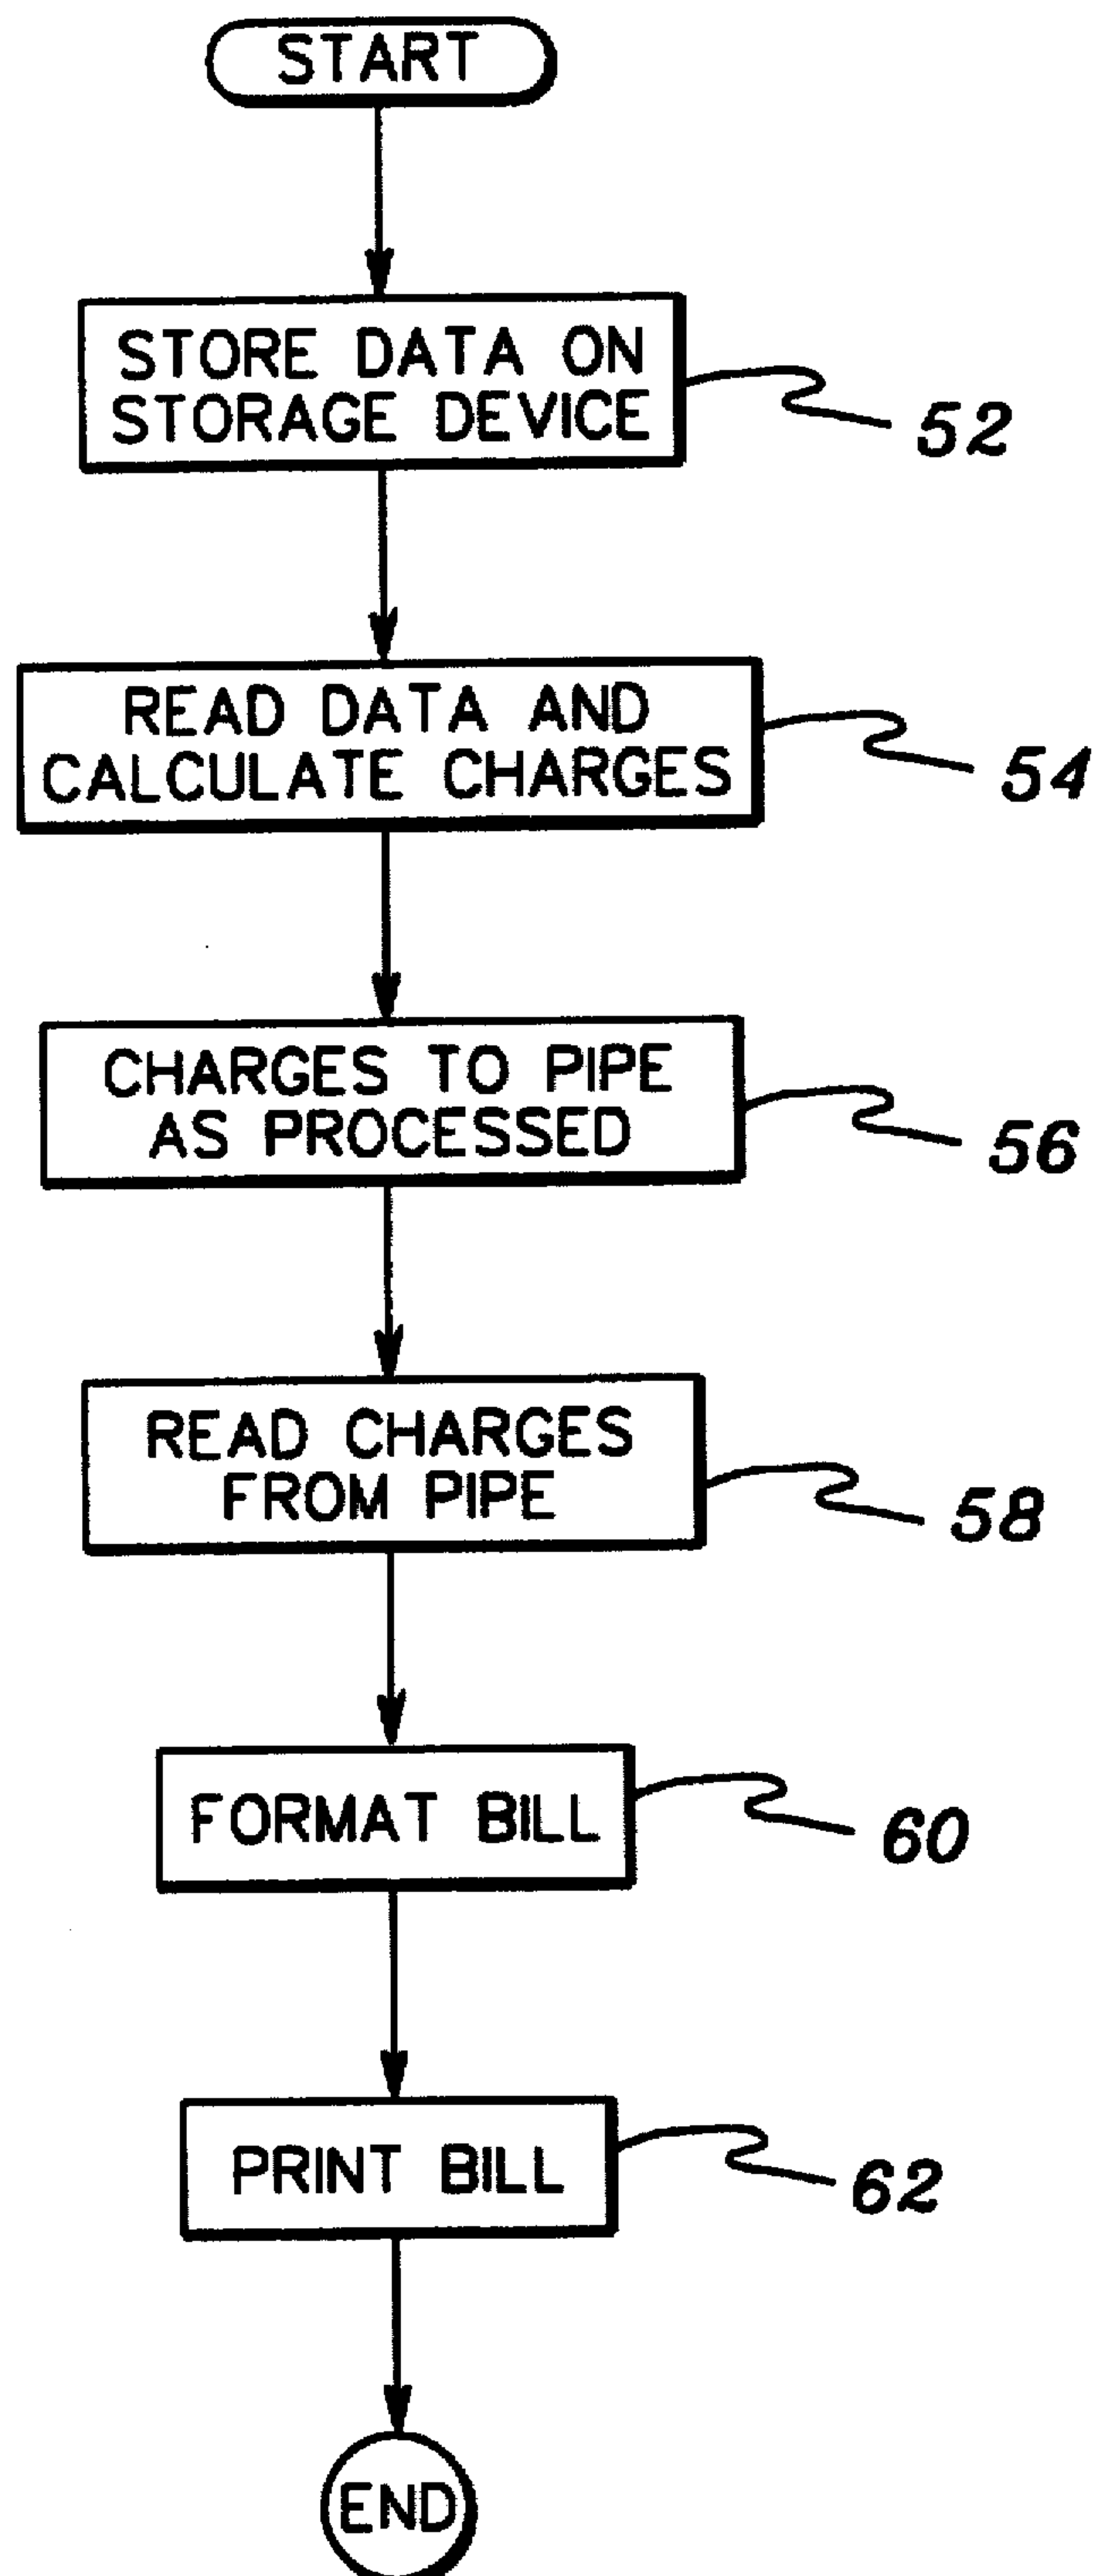 START
STORE DATA ON
STORAGE DEVICE
52
READ DATA AND
CALCULATE CHARGES
54
CHARGES TO PIPE
AS PROCESSED
56
READ CHARGES
FROM PIPE
58
FORMAT BILL
60
PRINT BILL
62
END